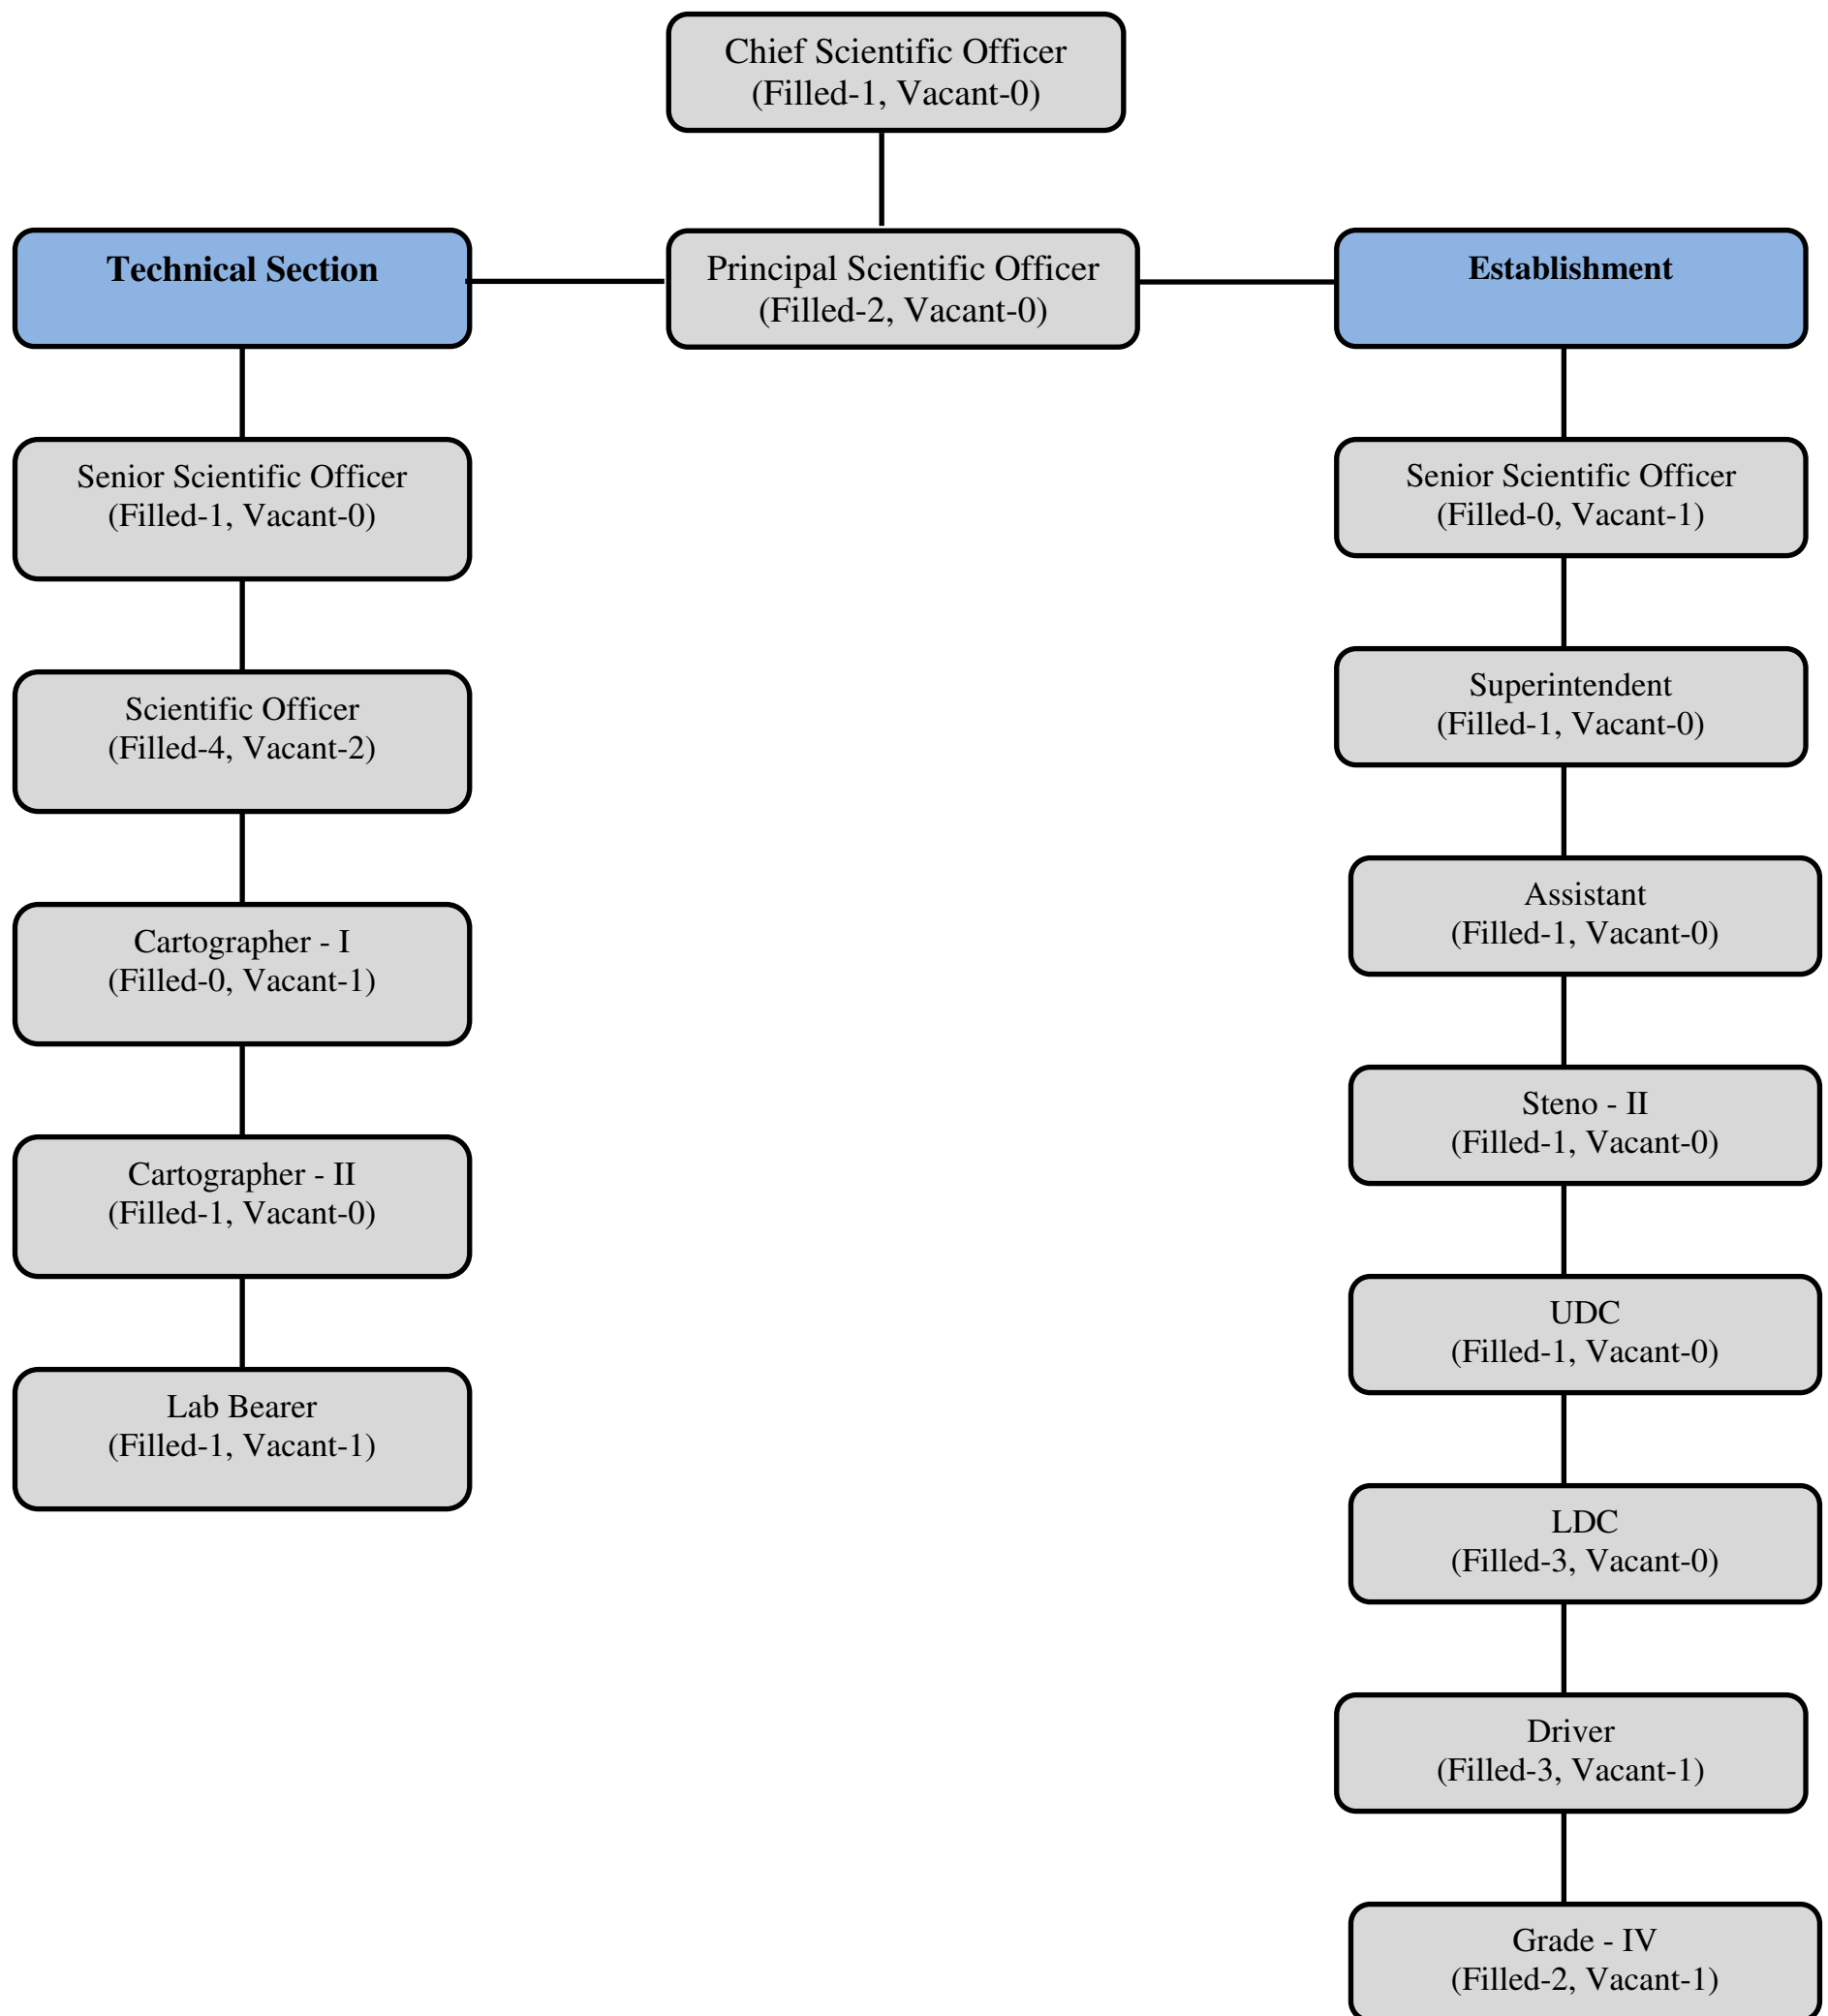 Chief Scientific Officer
(Filled-1, Vacant-0)
Technical Section
Principal Scientific Officer
(Filled-2, Vacant-0)
Establishment
Senior Scientific Officer
(Filled-1, Vacant-0)
Scientific Officer
(Filled-4, Vacant-2)
Cartographer - I
(Filled-0, Vacant-1)
Cartographer - II
(Filled-1, Vacant-0)
Lab Bearer
(Filled-1, Vacant-1)
Senior Scientific Officer
(Filled-0, Vacant-1)
Superintendent
(Filled-1, Vacant-0)
Assistant
(Filled-1, Vacant-0)
Steno - II
(Filled-1, Vacant-0)
UDC
(Filled-1, Vacant-0)
LDC
(Filled-3, Vacant-0)
Driver
(Filled-3, Vacant-1)
Grade - IV
(Filled-2, Vacant-1)